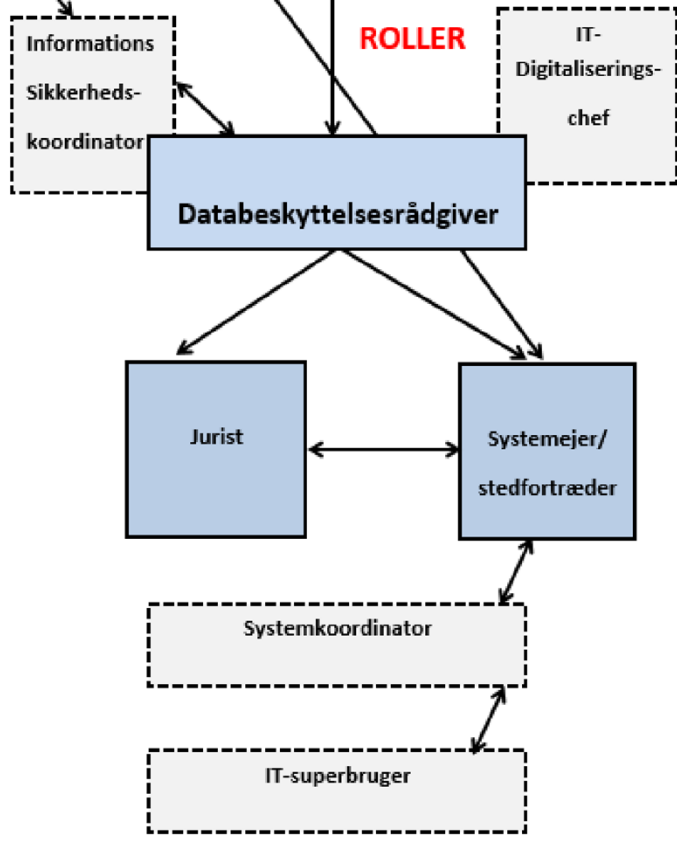 Informations
Sikkerheds-
koordinator
ROLLER
IT-
Digitaliserings-
chef
Databeskyttelsesrådgiver
Jurist
Systemejer/
stedfortræder
Systemkoordinator
IT-superbruger